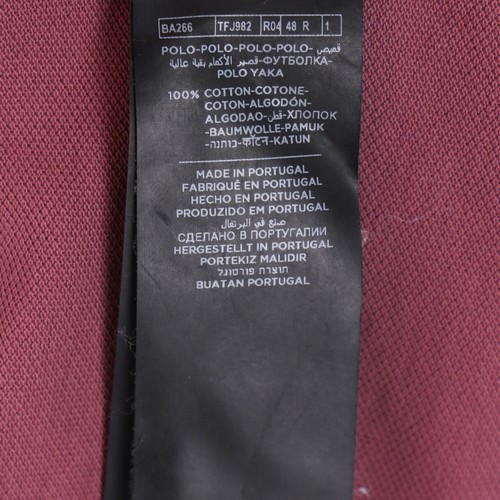 BA266 TFJ982 R04 48 R 1
POLO-POLO-POLO-POLO-قميص
عالية بقبة الأكمام قصير-ФУТБОЛКА-
POLO YAKA
100% COTTON-COTONE-
COTON-ALGODÓN-
ALGODAO-قطن-ХЛОПОК
-BAUMWOLLE-PAMUK
-כותנה-कॉटन-KATUN
MADE IN PORTUGAL
FABRIQUÉ EN PORTUGAL
HECHO EN PORTUGAL
PRODUZIDO EM PORTUGAL
صنع في البرتغال
СДЕЛАНО В ПОРТУГАЛИИ
HERGESTELLT IN PORTUGAL
PORTEKIZ MALIDIR
תוצרת פורטוגל
BUATAN PORTUGAL